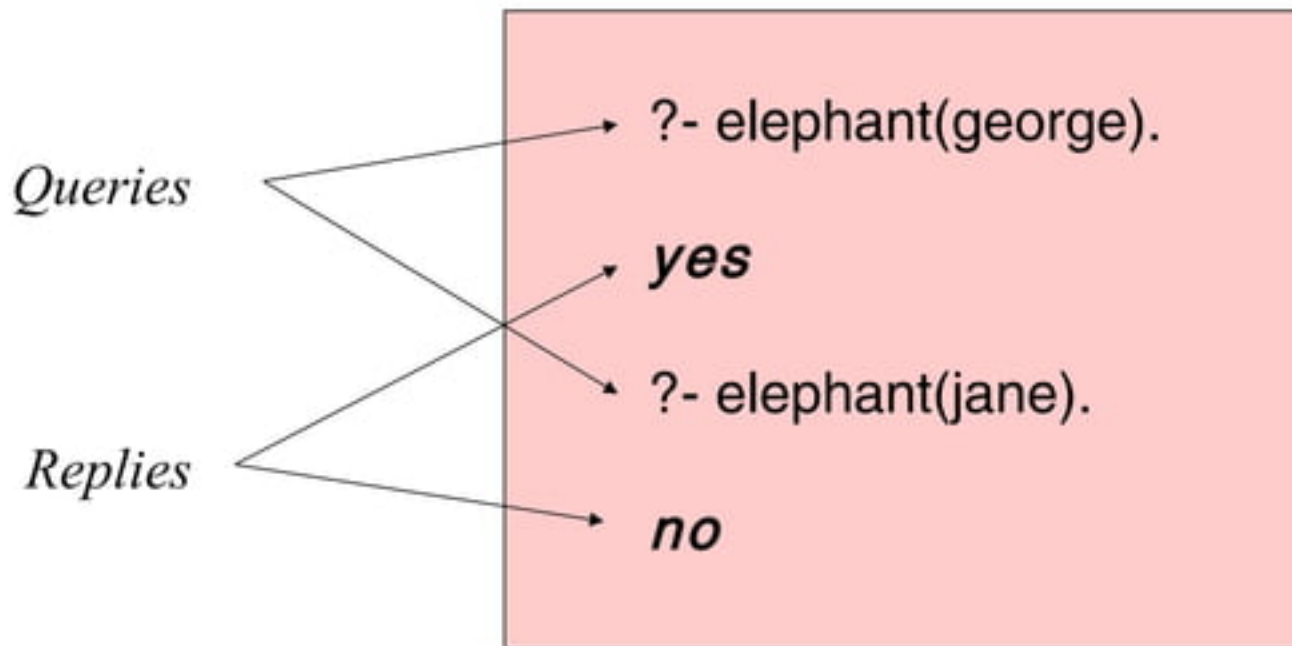 ?- elephant(george).
Queries
yes
?- elephant(jane).
Replies
no